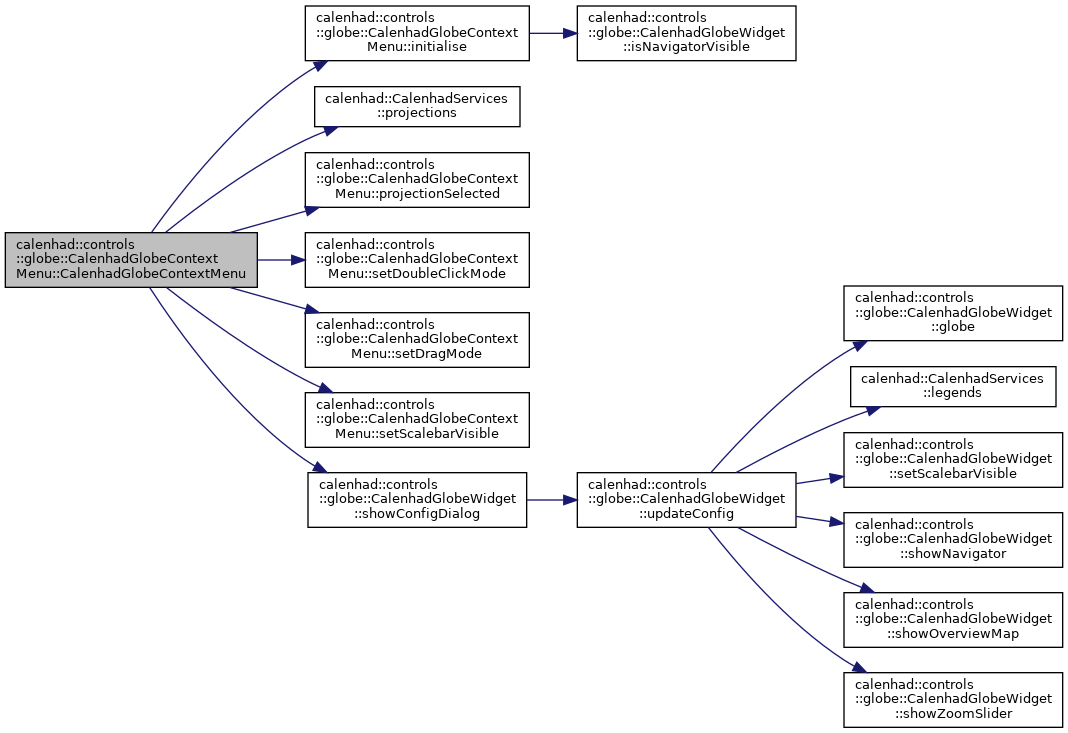 calenhad::controls
::globe::CalenhadGlobeContext
Menu::CalenhadGlobeContextMenu
calenhad::controls
::globe::CalenhadGlobeContext
Menu::initialise
calenhad::controls
::globe::CalenhadGlobeWidget
::isNavigatorVisible
calenhad::CalenhadServices
::projections
calenhad::controls
::globe::CalenhadGlobeContext
Menu::projectionSelected
calenhad::controls
::globe::CalenhadGlobeContext
Menu::setDoubleClickMode
calenhad::controls
::globe::CalenhadGlobeContext
Menu::setDragMode
calenhad::controls
::globe::CalenhadGlobeContext
Menu::setScalebarVisible
calenhad::controls
::globe::CalenhadGlobeWidget
::showConfigDialog
calenhad::controls
::globe::CalenhadGlobeWidget
::updateConfig
calenhad::controls
::globe::CalenhadGlobeWidget
::globe
calenhad::CalenhadServices
::legends
calenhad::controls
::globe::CalenhadGlobeWidget
::setScalebarVisible
calenhad::controls
::globe::CalenhadGlobeWidget
::showNavigator
calenhad::controls
::globe::CalenhadGlobeWidget
::showOverviewMap
calenhad::controls
::globe::CalenhadGlobeWidget
::showZoomSlider